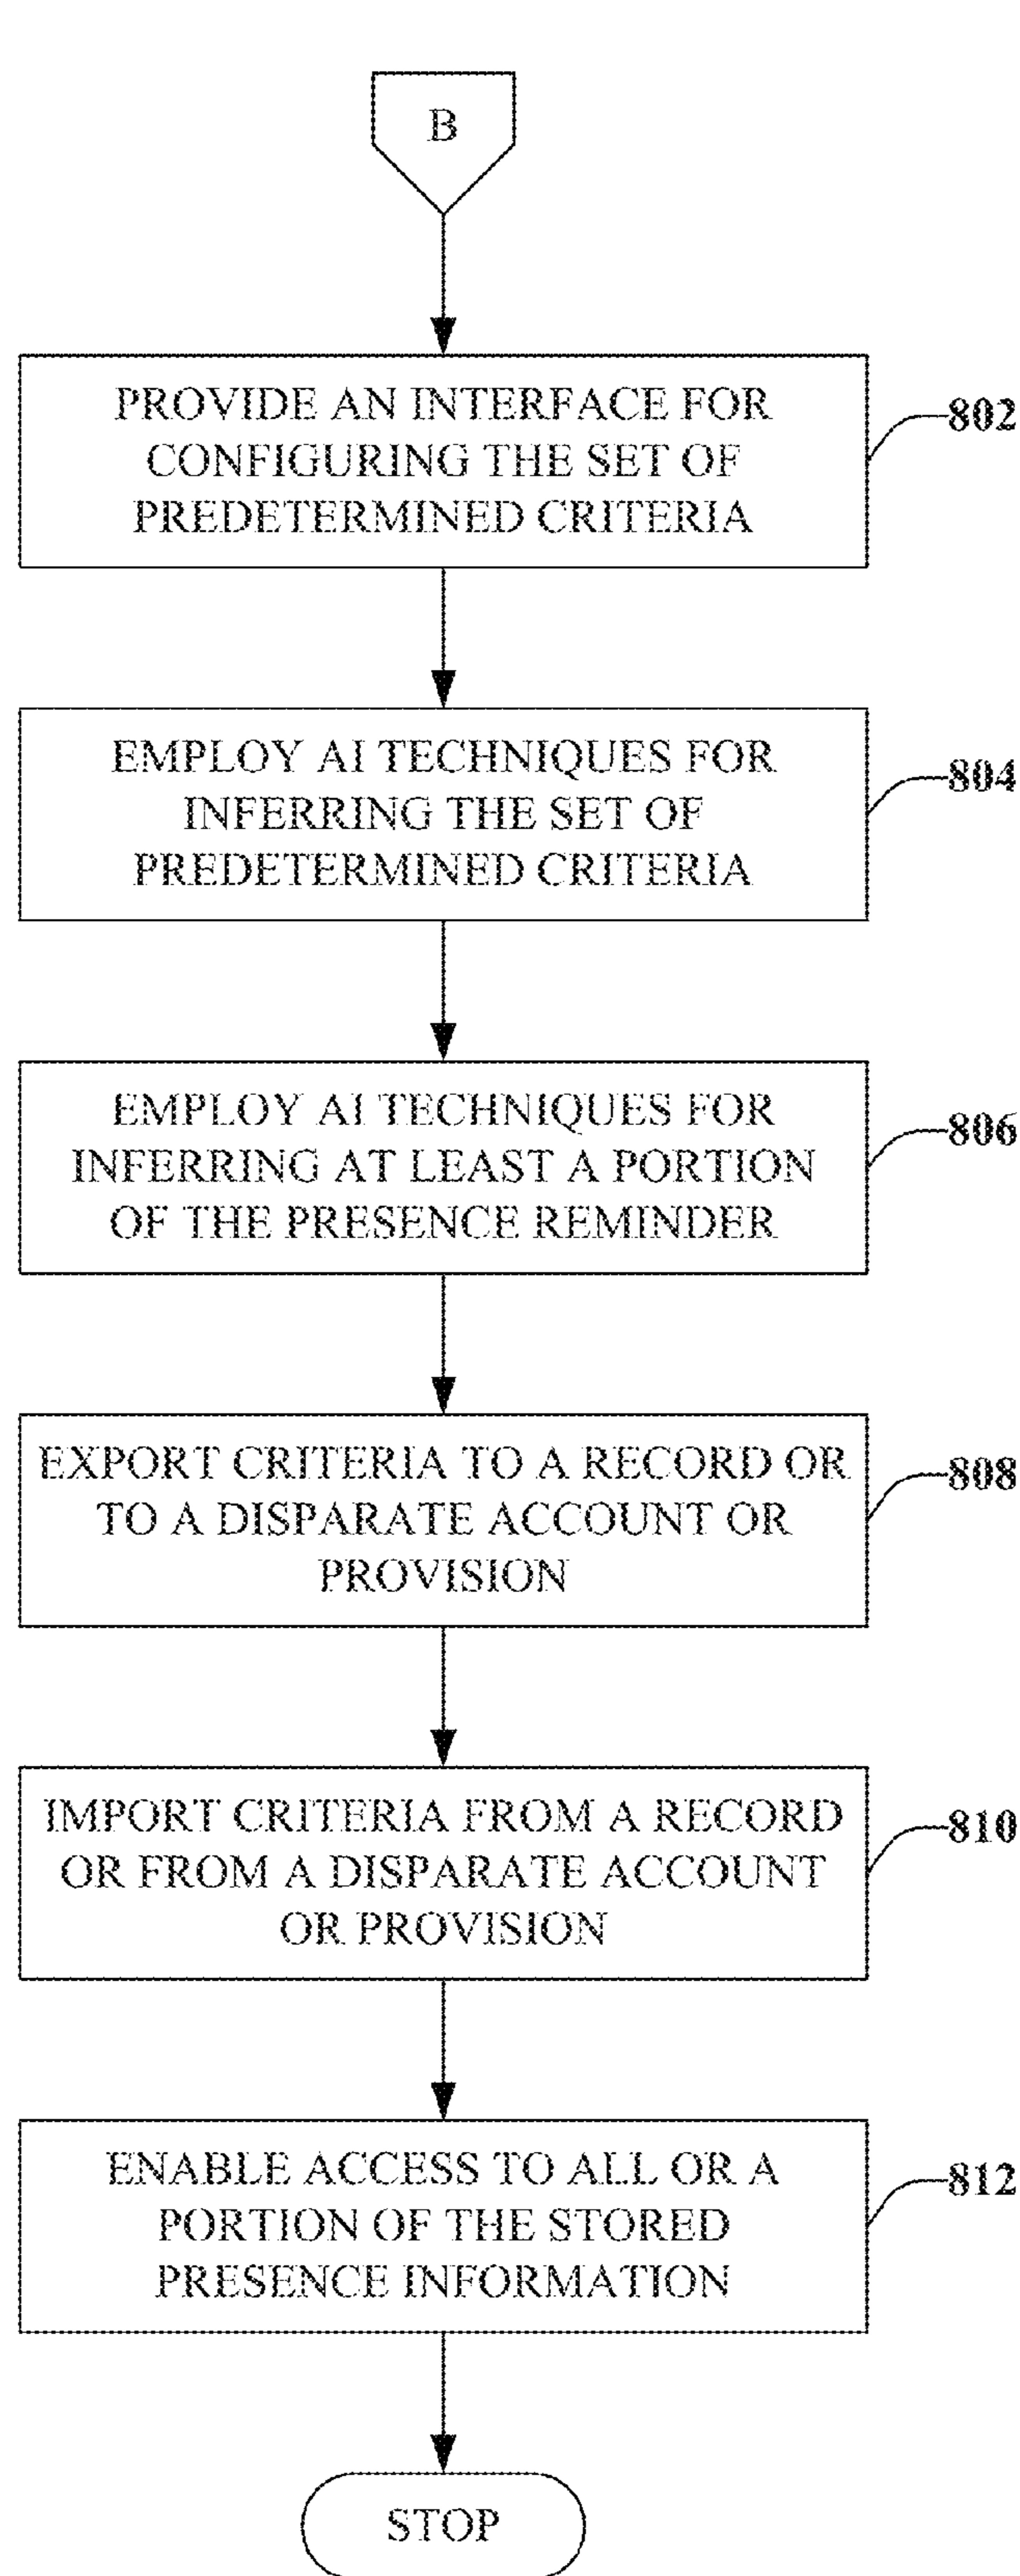 B
PROVIDE AN INTERFACE FOR
CONFIGURING THE SET OF
PREDETERMINED CRITERIA
802
EMPLOY AI TECHNIQUES FOR
INFERRING THE SET OF
PREDETERMINED CRITERIA
804
EMPLOY AI TECHNIQUES FOR
INFERRING AT LEAST A PORTION
OF THE PRESENCE REMINDER
806
EXPORT CRITERIA TO A RECORD OR
TO A DISPARATE ACCOUNT OR
PROVISION
808
IMPORT CRITERIA FROM A RECORD
OR FROM A DISPARATE ACCOUNT
OR PROVISION
810
ENABLE ACCESS TO ALL OR A
PORTION OF THE STORED
PRESENCE INFORMATION
812
STOP